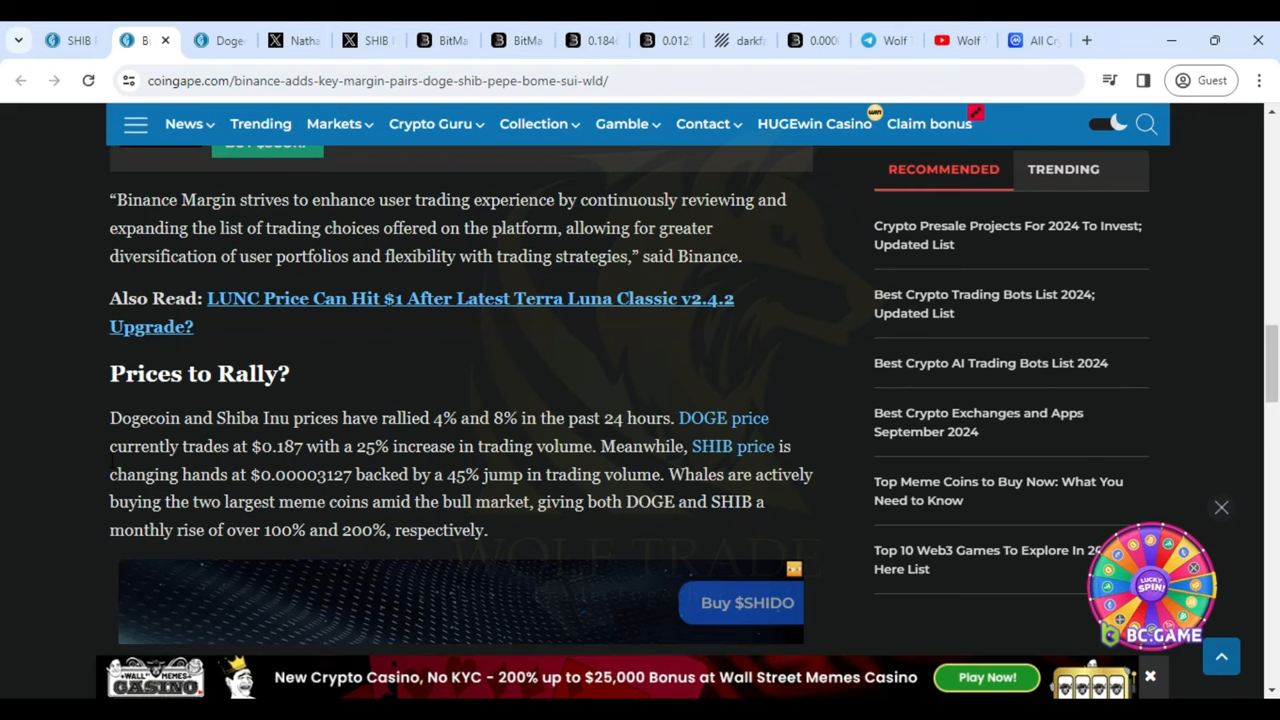 SHIB
Bi
Doge
Natha
SHIB
BitMa
BitMa
0.184
0.012
darkf
0.000
Wolf
Wolf
All Cr
coingape.com/binance-adds-key-margin-pairs-doge-shib-pepe-bome-sui-wld/
Guest
News
Trending
Markets
Crypto Guru
Collection
Gamble
Contact
HUGEwin Casino
Claim bonus
“Binance Margin strives to enhance user trading experience by continuously reviewing and
expanding the list of trading choices offered on the platform, allowing for greater
diversification of user portfolios and flexibility with trading strategies,” said Binance.
Also Read: LUNC Price Can Hit $1 After Latest Terra Luna Classic v2.4.2
Upgrade?
Prices to Rally?
Dogecoin and Shiba Inu prices have rallied 4% and 8% in the past 24 hours. DOGE price
currently trades at $0.187 with a 25% increase in trading volume. Meanwhile, SHIB price is
changing hands at $0.00003127 backed by a 45% jump in trading volume. Whales are actively
buying the two largest meme coins amid the bull market, giving both DOGE and SHIB a
monthly rise of over 100% and 200%, respectively.
WOLF TRADE
Buy $SHIDO
RECOMMENDED
TRENDING
Crypto Presale Projects For 2024 To Invest;
Updated List
Best Crypto Trading Bots List 2024;
Updated List
Best Crypto AI Trading Bots List 2024
Best Crypto Exchanges and Apps
September 2024
Top Meme Coins to Buy Now: What You
Need to Know
Top 10 Web3 Games To Explore In
Here List
LUCKY
SPIN!
BC.GAME
WALL STREET
MEMES
CASINO
New Crypto Casino, No KYC - 200% up to $25,000 Bonus at Wall Street Memes Casino
Play Now!